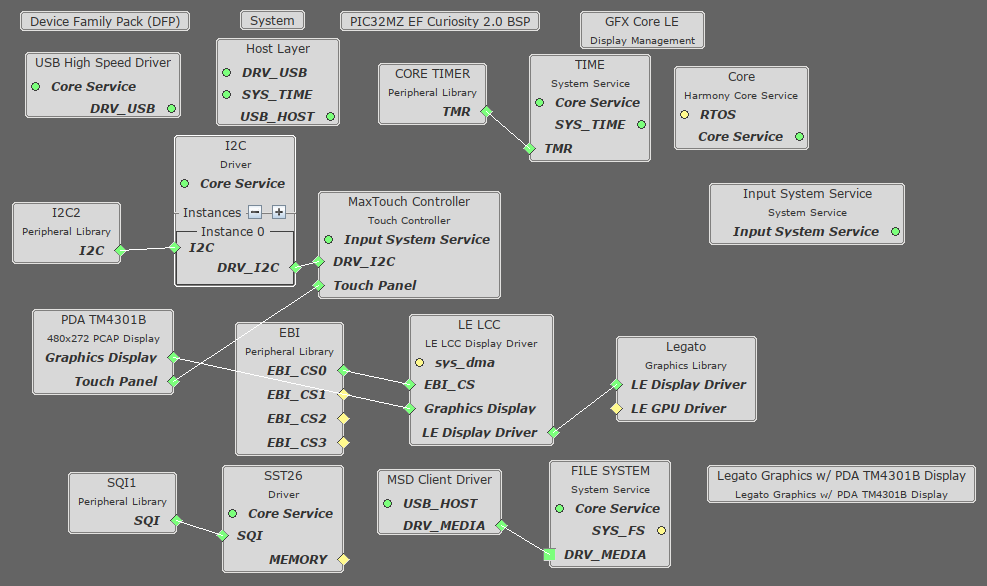 Device Family Pack (DFP)
System
PIC32MZ EF Curiosity 2.0 BSP
GFX Core LE
Display Management
USB High Speed Driver
Core Service
DRV_USB
Host Layer
DRV_USB
SYS_TIME
USB_HOST
CORE TIMER
Peripheral Library
TMR
TIME
System Service
Core Service
SYS_TIME
TMR
Core
Harmony Core Service
RTOS
Core Service
I2C
Driver
Core Service
Instances
Instance 0
I2C
DRV_I2C
I2C2
Peripheral Library
I2C
MaxTouch Controller
Touch Controller
Input System Service
DRV_I2C
Touch Panel
Input System Service
System Service
Input System Service
PDA TM4301B
480x272 PCAP Display
Graphics Display
Touch Panel
EBI
Peripheral Library
EBI_CS0
EBI_CS1
EBI_CS2
EBI_CS3
LE LCC
LE LCC Display Driver
sys_dma
EBI_CS
Graphics Display
LE Display Driver
Legato
Graphics Library
LE Display Driver
LE GPU Driver
SQI1
Peripheral Library
SQI
SST26
Driver
Core Service
SQI
MEMORY
MSD Client Driver
USB_HOST
DRV_MEDIA
FILE SYSTEM
System Service
Core Service
SYS_FS
DRV_MEDIA
Legato Graphics w/ PDA TM4301B Display
Legato Graphics w/ PDA TM4301B Display